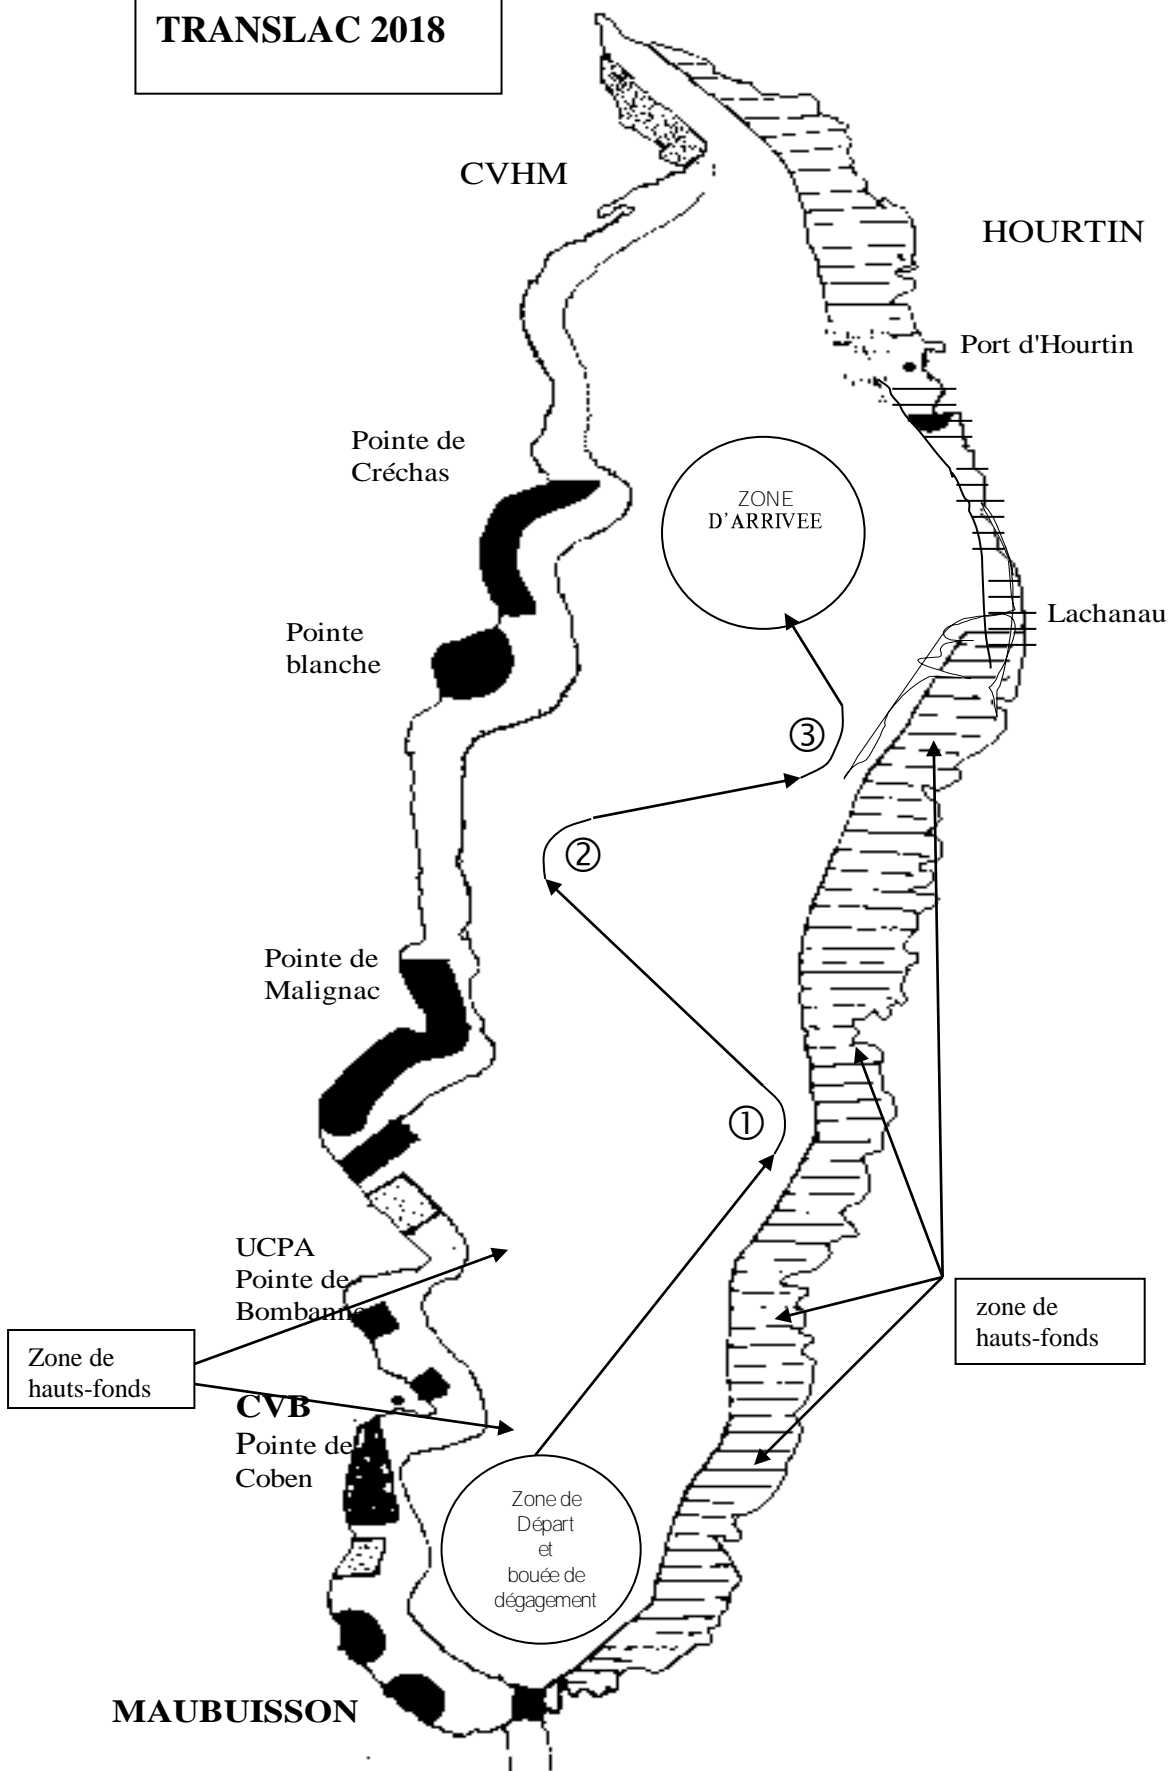 TRANSLAC 2018
CVHM
HOURTIN
Port d'Hourtin
Pointe de
Créchas
ZONE
D'ARRIVEE
Lachanau
Pointe
blanche
③
②
Pointe de
Malignac
①
UCPA
Pointe de
Bombanne
zone de
hauts-fonds
Zone de
hauts-fonds
CVB
Pointe de
Coben
Zone de
Départ
et
bouée de
dégagement
MAUBUISSON